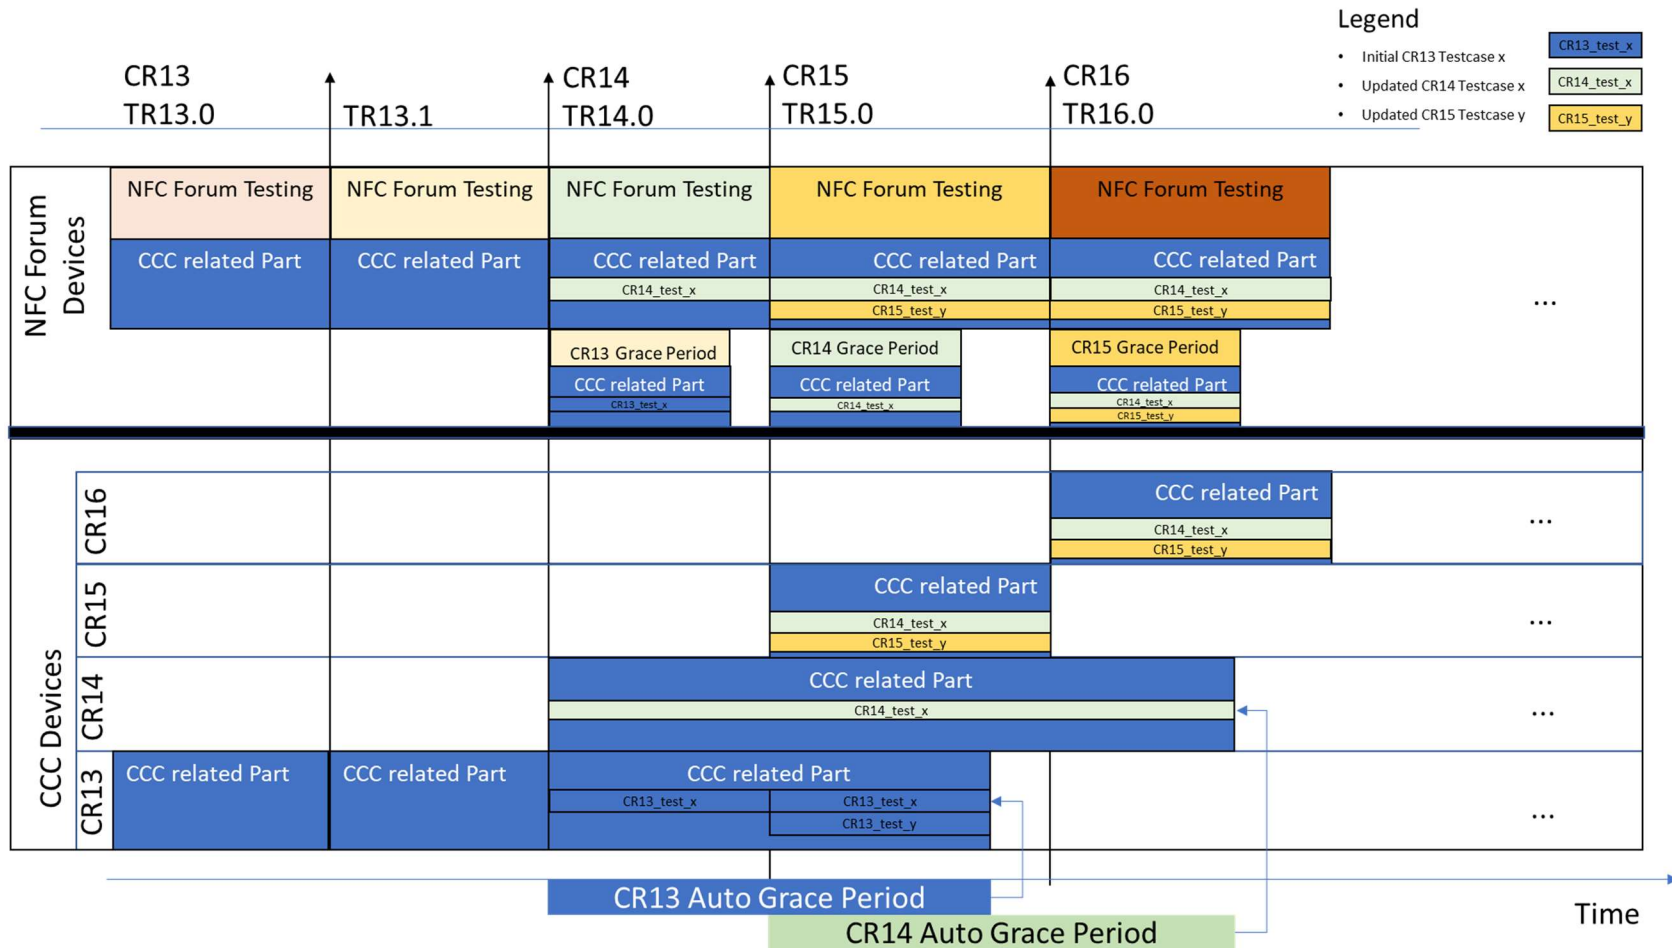 Legend
• Initial CR13 Testcase x
CR13_test_x
• Updated CR14 Testcase x
CR14_test_x
• Updated CR15 Testcase y
CR15_test_y
CR13
TR13.0
TR13.1
CR14
TR14.0
CR15
TR15.0
CR16
TR16.0
NFC Forum
Devices
NFC Forum Testing
NFC Forum Testing
NFC Forum Testing
NFC Forum Testing
NFC Forum Testing
CCC related Part
CCC related Part
CCC related Part
CCC related Part
CCC related Part
CR14_test_x
CR14_test_x
CR14_test_x
CR15_test_y
CR15_test_y
...
CR13 Grace Period
CCC related Part
CR13_test_x
CR14 Grace Period
CCC related Part
CR14_test_x
CR15 Grace Period
CCC related Part
CR14_test_x
CR15_test_y
CCC Devices
CR16
CCC related Part
CR14_test_x
CR15_test_y
...
CR15
CCC related Part
CR14_test_x
CR15_test_y
...
CR14
CCC related Part
CR14_test_x
...
CR13
CCC related Part
CCC related Part
CCC related Part
CR13_test_x
CR13_test_x
CR13_test_y
...
CR13 Auto Grace Period
CR14 Auto Grace Period
Time